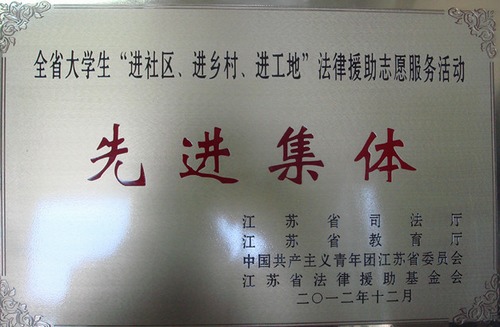 全省大学生“进社区、进乡村、进工地”法律援助志愿服务活动
先进集体
江苏省司法厅
江苏省教育厅
中国共产主义青年团江苏省委员会
江苏省法律援助基金会
二〇一二年十二月